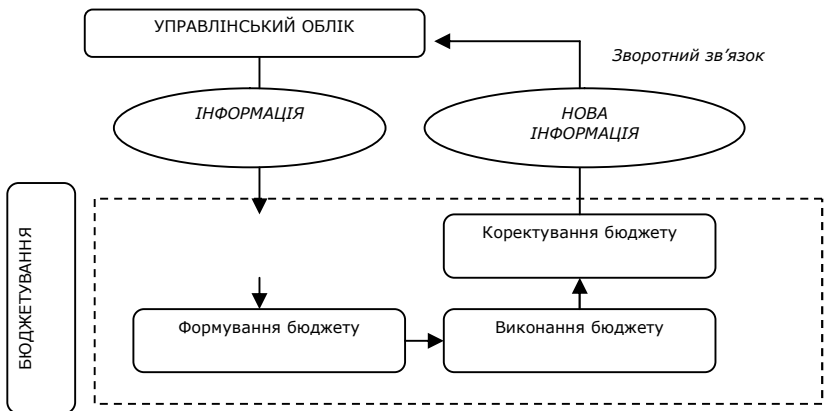 УПРАВЛІНСЬКИЙ ОБЛІК
Зворотний зв’язок
ІНФОРМАЦІЯ
НОВА
ІНФОРМАЦІЯ
БЮДЖЕТУВАННЯ
Коректування бюджету
Формування бюджету
Виконання бюджету